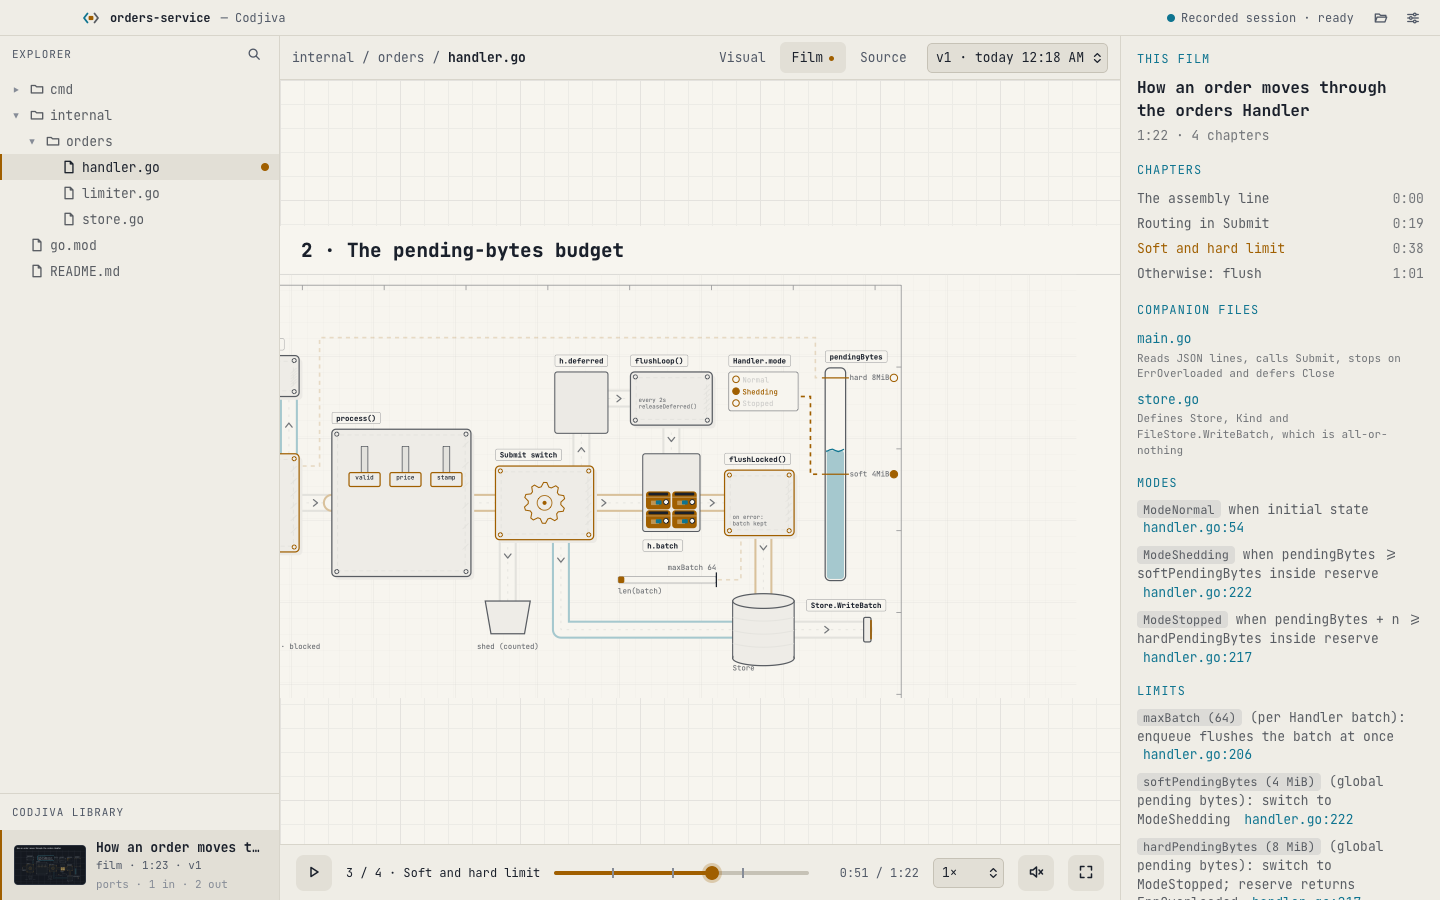 orders-service — Codjiva
Recorded session · ready
EXPLORER
cmd
internal
orders
handler.go
limiter.go
store.go
go.mod
README.md
CODJIVA LIBRARY
How an order moves t…
film · 1:23 · v1
ports · 1 in · 2 out
internal / orders / handler.go
Visual
Film
Source
v1 · today 12:18 AM
2 · The pending-bytes budget
h.deferred
flushLoop()
Handler.mode
pendingBytes
Normal
Shedding
Stopped
hard 8MiB
every 2s
releaseDeferred()
process()
valid
price
stamp
Submit switch
flushLocked()
soft 4MiB
on error:
batch kept
h.batch
maxBatch 64
len(batch)
Store.WriteBatch
· blocked
shed (counted)
Store
3 / 4 · Soft and hard limit
0:51 / 1:22
1×
THIS FILM
How an order moves through
the orders Handler
1:22 · 4 chapters
CHAPTERS
The assembly line 0:00
Routing in Submit 0:19
Soft and hard limit 0:38
Otherwise: flush 1:01
COMPANION FILES
main.go
Reads JSON lines, calls Submit, stops on
ErrOverloaded and defers Close
store.go
Defines Store, Kind and
FileStore.WriteBatch, which is all-or-
nothing
MODES
ModeNormal when initial state
handler.go:54
ModeShedding when pendingBytes ≥
softPendingBytes inside reserve
handler.go:222
ModeStopped when pendingBytes + n ≥
hardPendingBytes inside reserve
handler.go:217
LIMITS
maxBatch (64) (per Handler batch):
enqueue flushes the batch at once
handler.go:206
softPendingBytes (4 MiB) (global
pending bytes): switch to
ModeShedding handler.go:222
hardPendingBytes (8 MiB) (global
pending bytes): switch to
ModeStopped; reserve returns
ErrOverloaded handler.go:217